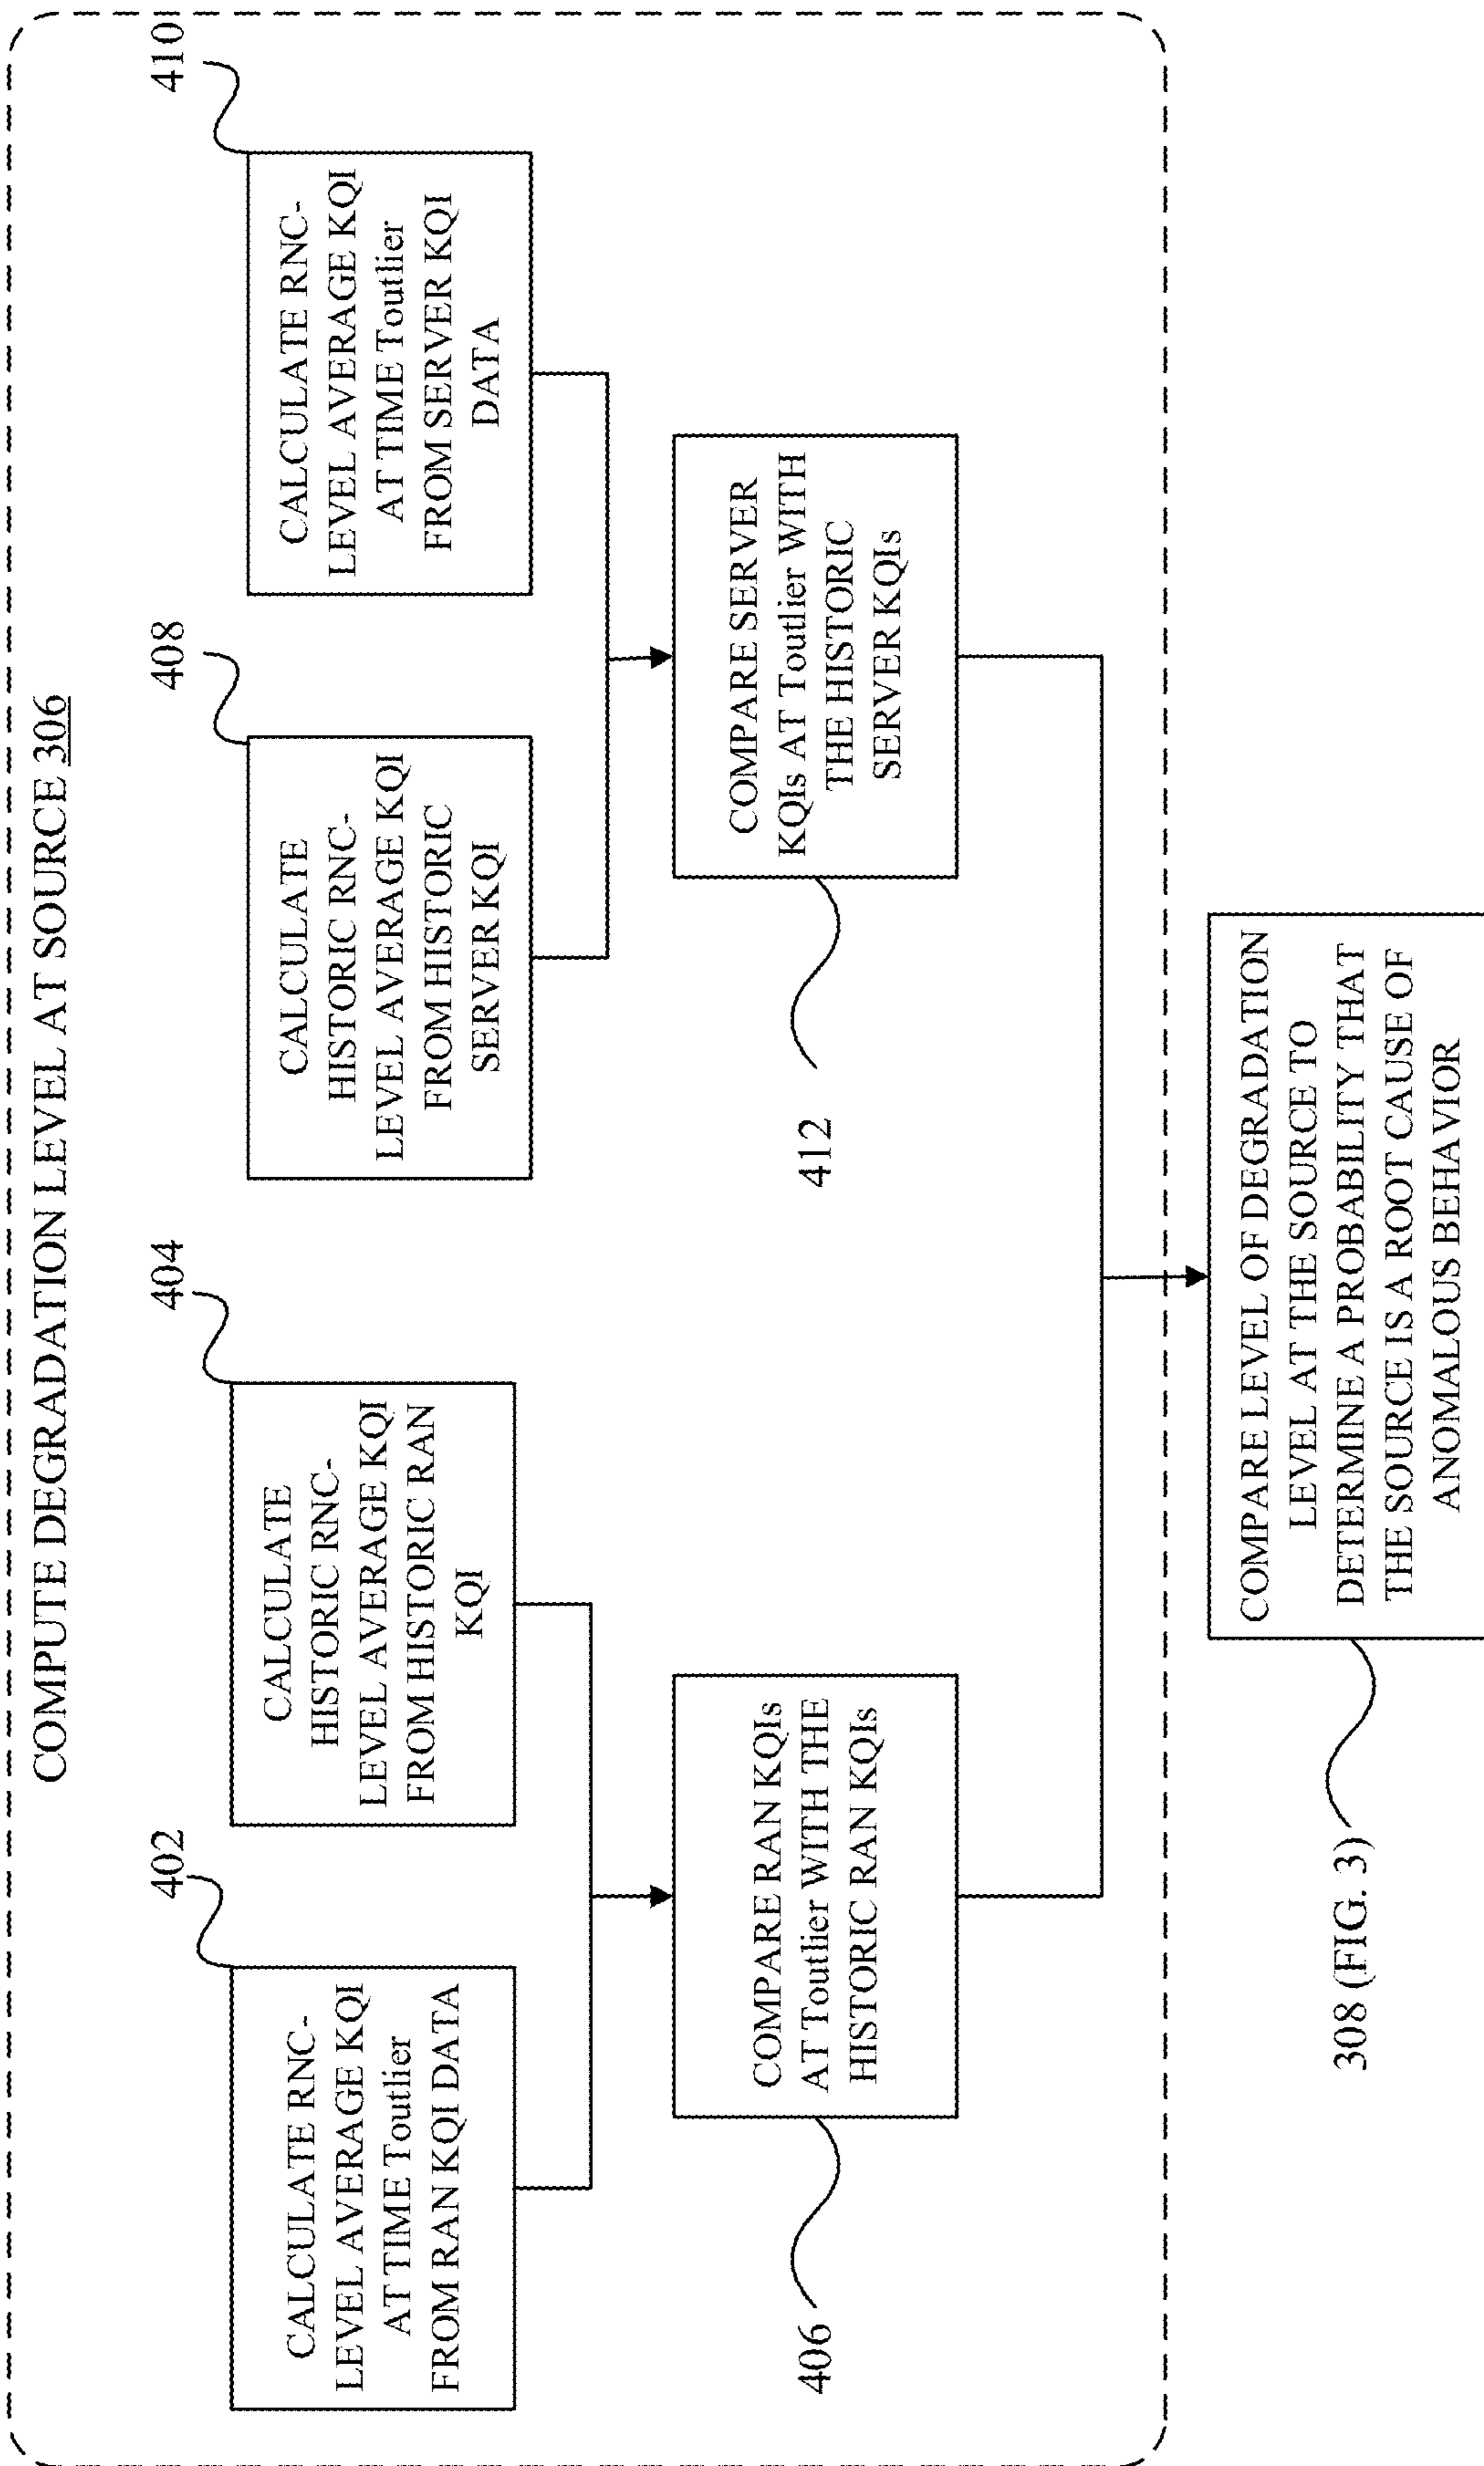 COMPUTE DEGRADATION LEVEL AT SOURCE 306
402
CALCULATE RNC-
LEVEL AVERAGE KQI
AT TIME Toutlier
FROM RAN KQI DATA
404
CALCULATE
HISTORIC RNC-
LEVEL AVERAGE KQI
FROM HISTORIC RAN
KQI
408
CALCULATE
HISTORIC RNC-
LEVEL AVERAGE KQI
FROM HISTORIC
SERVER KQI
410
CALCULATE RNC-
LEVEL AVERAGE KQI
AT TIME Toutlier
FROM SERVER KQI
DATA
406
COMPARE RAN KQIs
AT Toutlier WITH THE
HISTORIC RAN KQIs
412
COMPARE SERVER
KQIs AT Toutlier WITH
THE HISTORIC
SERVER KQIs
308 (FIG. 3)
COMPARE LEVEL OF DEGRADATION
LEVEL AT THE SOURCE TO
DETERMINE A PROBABILITY THAT
THE SOURCE IS A ROOT CAUSE OF
ANOMALOUS BEHAVIOR